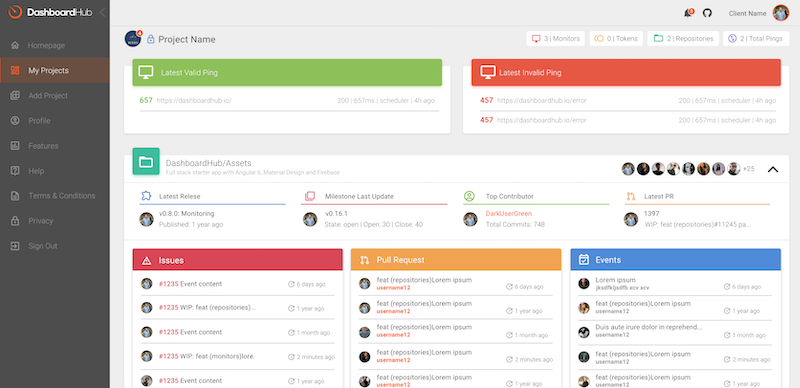 DashboardHub
6
Client Name
Homepage
My Projects
Add Project
Profile
Features
Help
Terms & Conditions
Privacy
Sign Out
Project Name
3 | Monitors
0 | Tokens
2 | Repositories
2 | Total Pings
Latest Valid Ping
657 https://dashboardhub.io/ 200 | 657ms | scheduler | 4h ago
Latest Invalid Ping
457 https://dashboardhub.io/error 200 | 657ms | scheduler | 4h ago
457 https://dashboardhub.io/error 200 | 657ms | scheduler | 4h ago
DashboardHub/Assets
Full stack starter app with Angular 6, Material Design and Firebase
+25
Latest Relese
v0.8.0: Monitoring
Published: 1 year ago
Milestone Last Update
v0.16.1
State: open | Open: 30 | Close: 40
Top Contributor
DarkUserGreen
Total Commits: 748
Latest PR
1397
WIP: feat (repositories)#11245 pa...
Issues
#1235 Event content 6 days ago
#1235 WIP: feat (repositories)... 1 year ago
#1235 Event content 1 month ago
#1235 WIP: feat (monitors)lore. 2 minutes ago
#1235 Event content 1 year ago
Pull Request
feat (repositories)Lorem ipsum
username12 6 days ago
feat (repositories)Lorem ipsum
username12 1 year ago
feat (repositories)Lorem ipsum
username12 1 month ago
feat (repositories)Lorem ipsum
username12 2 minutes ago
feat (repositories)Lorem ipsum
username12 1 year ago
Events
Lorem ipsum
jksdfkljsdfls xcv xcv 6 days ago
feat (repositories)Lorem ipsum
username12 1 year ago
Duis aute irure dolor in reprehend...
username12 1 month ago
feat (repositories)Lorem ipsum
username12 2 minutes ago
feat (repositories)Lorem ipsum
username12 1 year ago